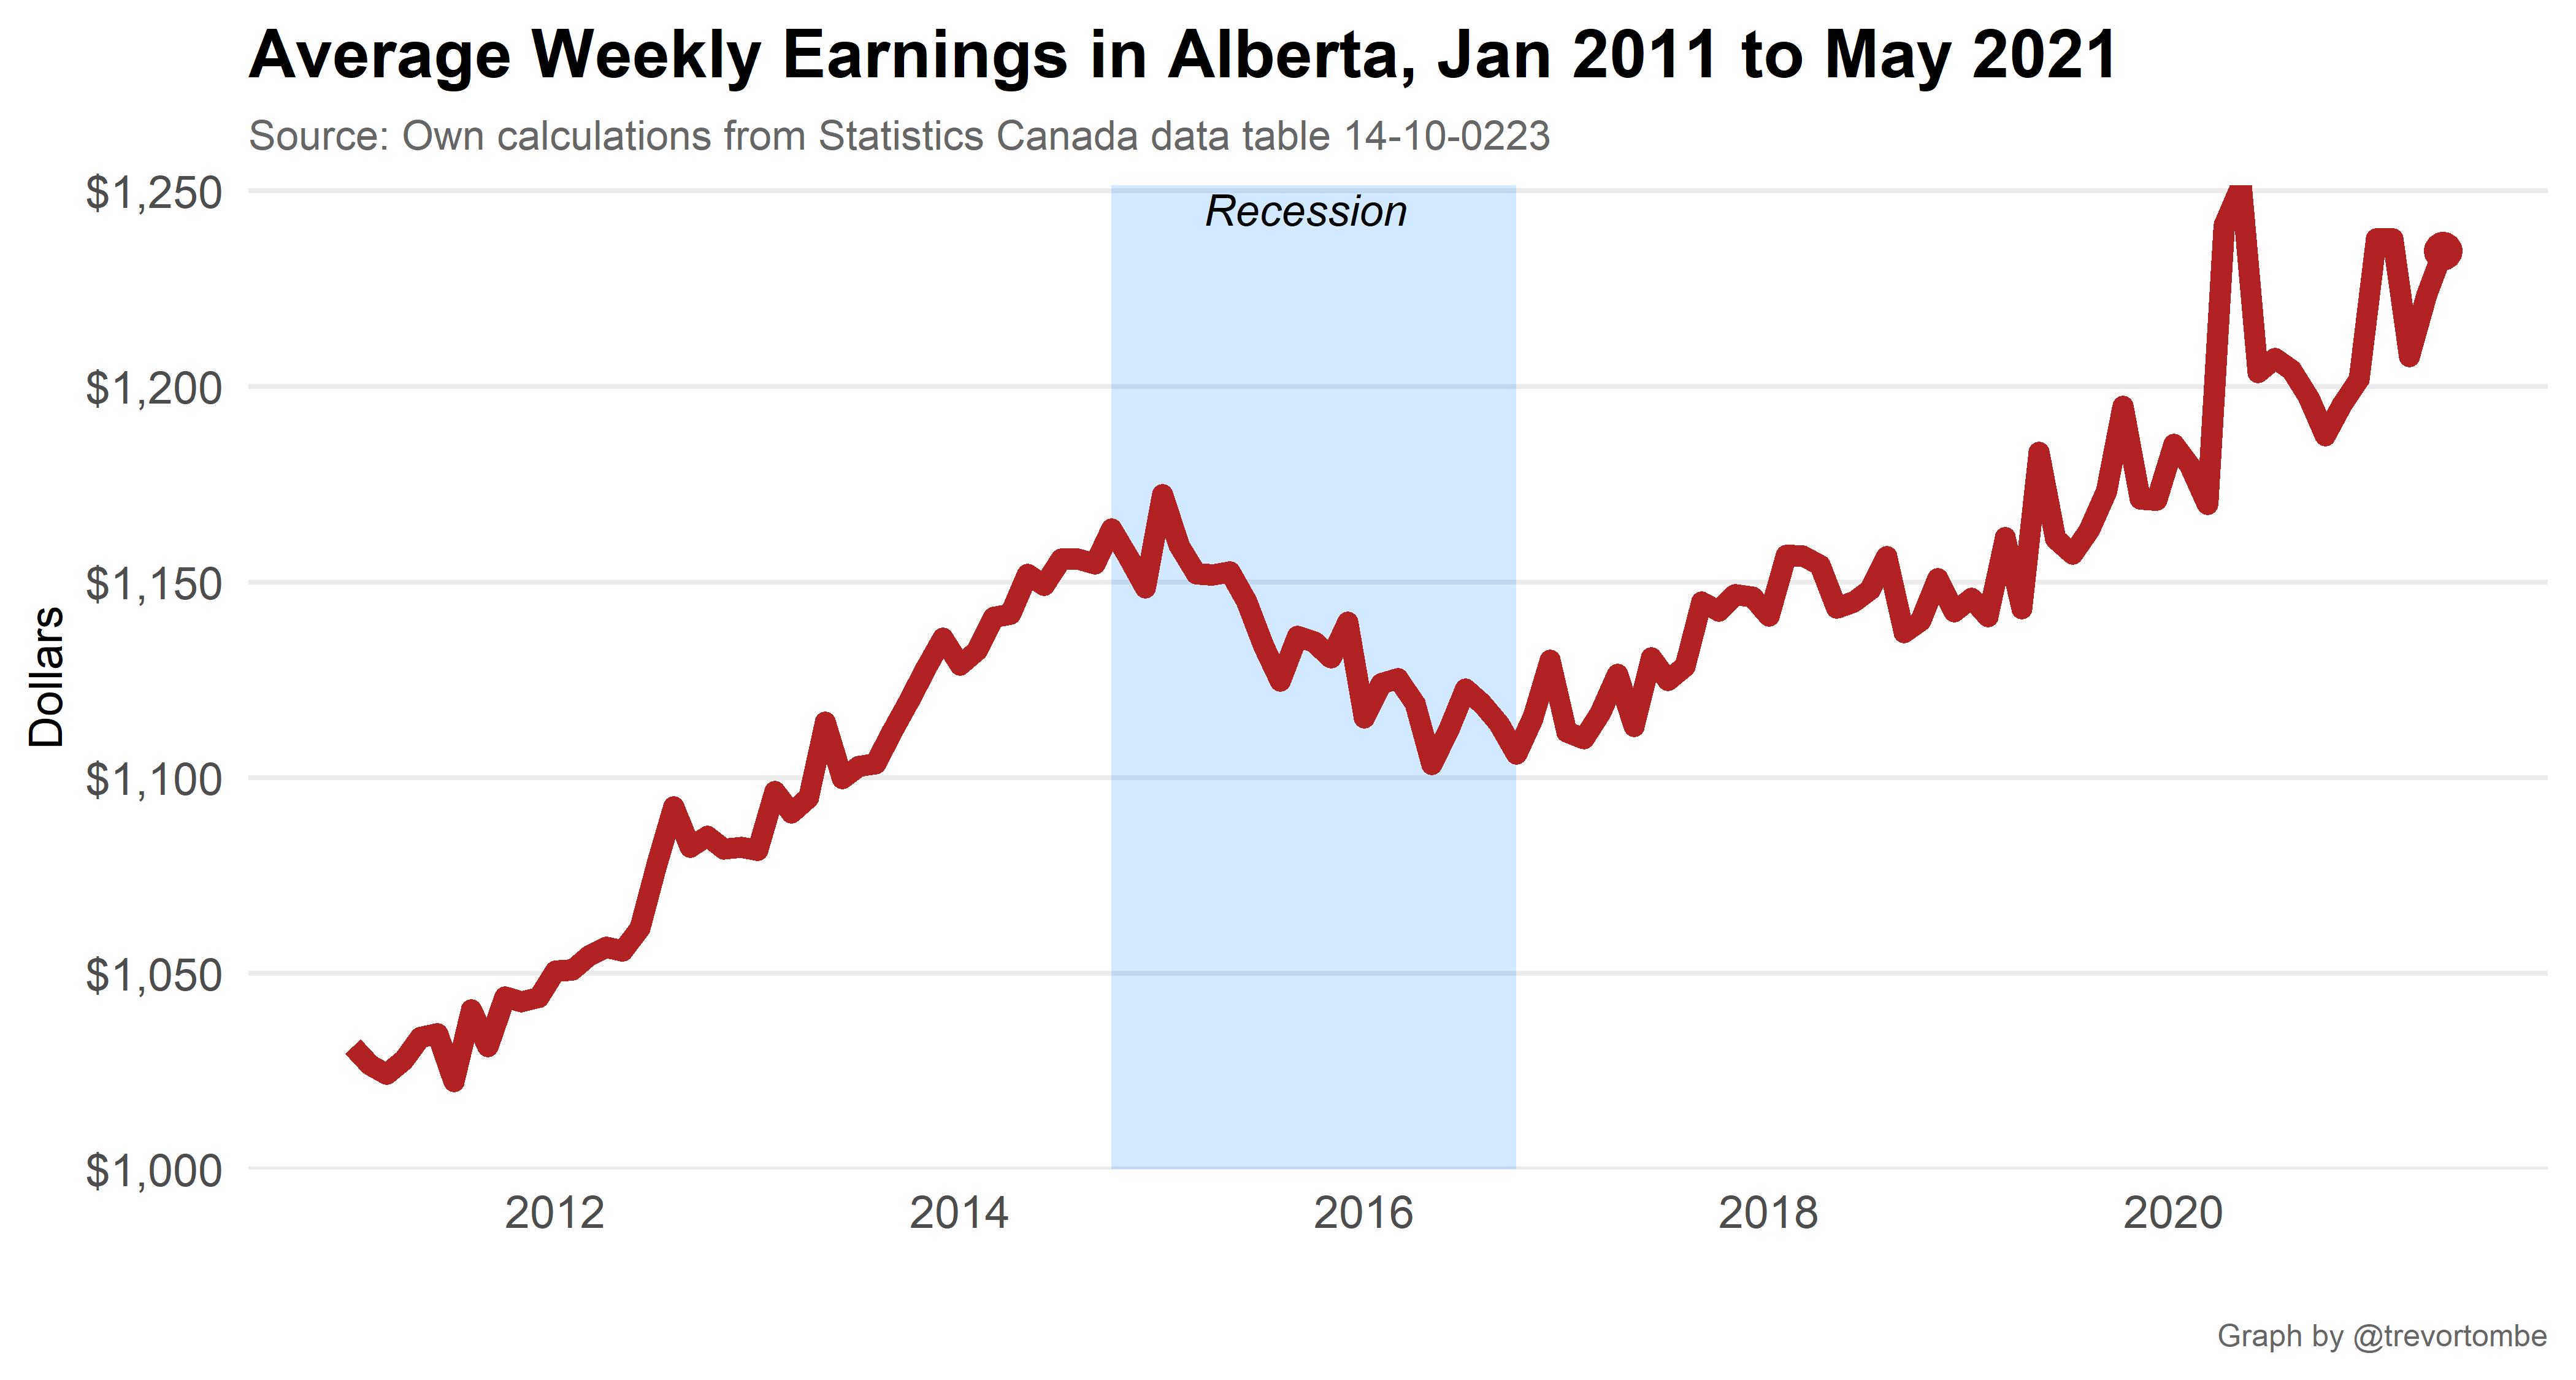 Average Weekly Earnings in Alberta, Jan 2011 to May 2021
Source: Own calculations from Statistics Canada data table 14-10-0223
$1,250
Recession
$1,200
$1,150
Dollars
$1,100
$1,050
$1,000
2012 2014 2016 2018 2020
Graph by @trevortombe